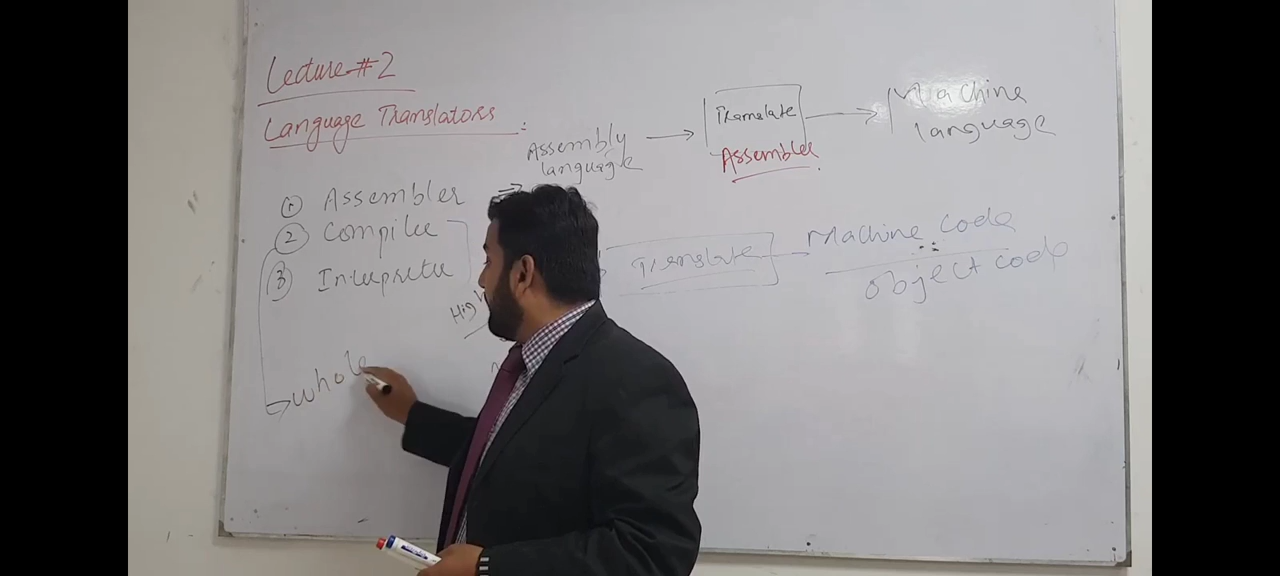 Lecture #2
Language Translators:
Assembly language → Translate → Machine language
Assembler.
① Assembler ⇒
② Compiler
③ Interpreter
Translate → Machine code
object code
High
whole